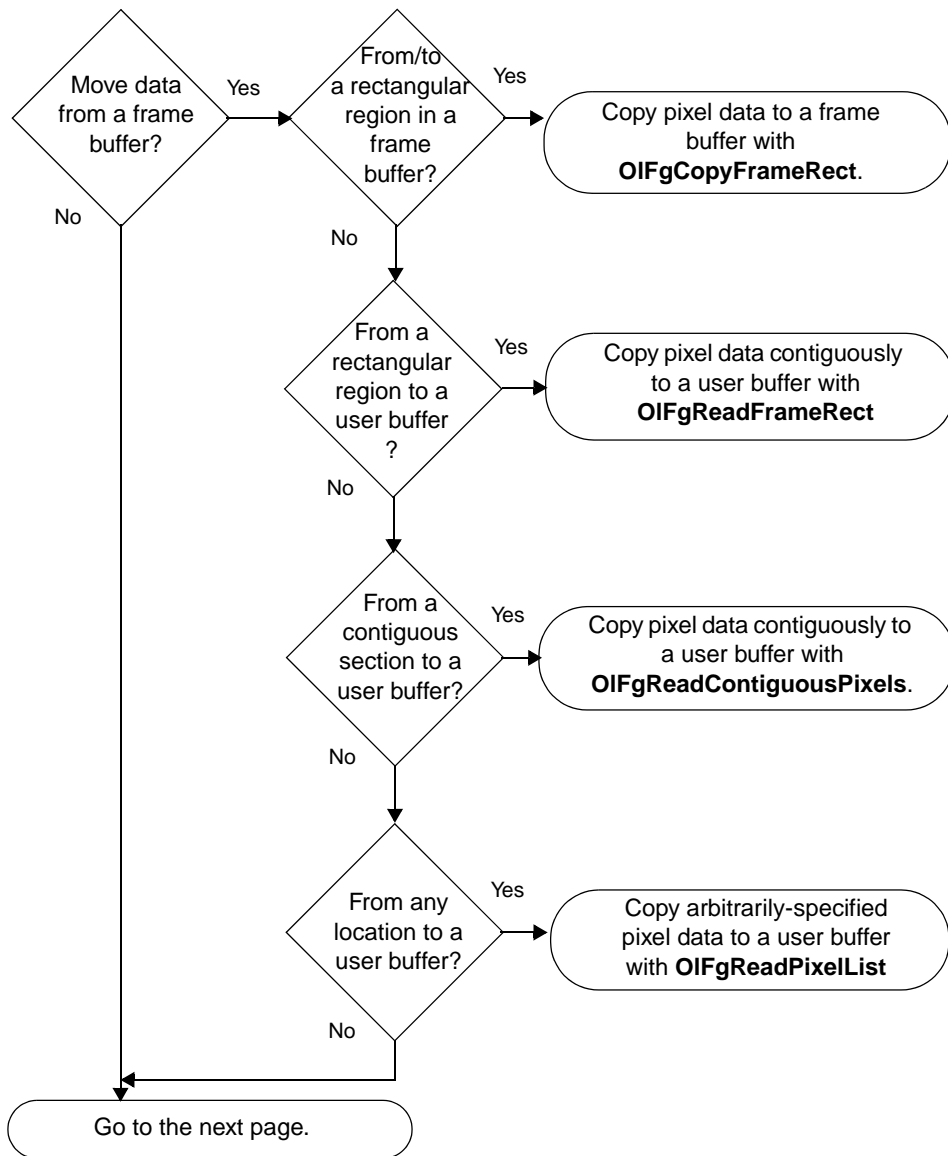 Move data
from a frame
buffer?
Yes
No
From/to
a rectangular
region in a
frame
buffer?
Yes
No
Copy pixel data to a frame
buffer with
OlFgCopyFrameRect.
From a
rectangular
region to a
user buffer
?
Yes
No
Copy pixel data contiguously
to a user buffer with
OlFgReadFrameRect
From a
contiguous
section to a
user buffer?
Yes
No
Copy pixel data contiguously to
a user buffer with
OlFgReadContiguousPixels.
From any
location to a
user buffer?
Yes
No
Copy arbitrarily-specified
pixel data to a user buffer
with OlFgReadPixelList
Go to the next page.